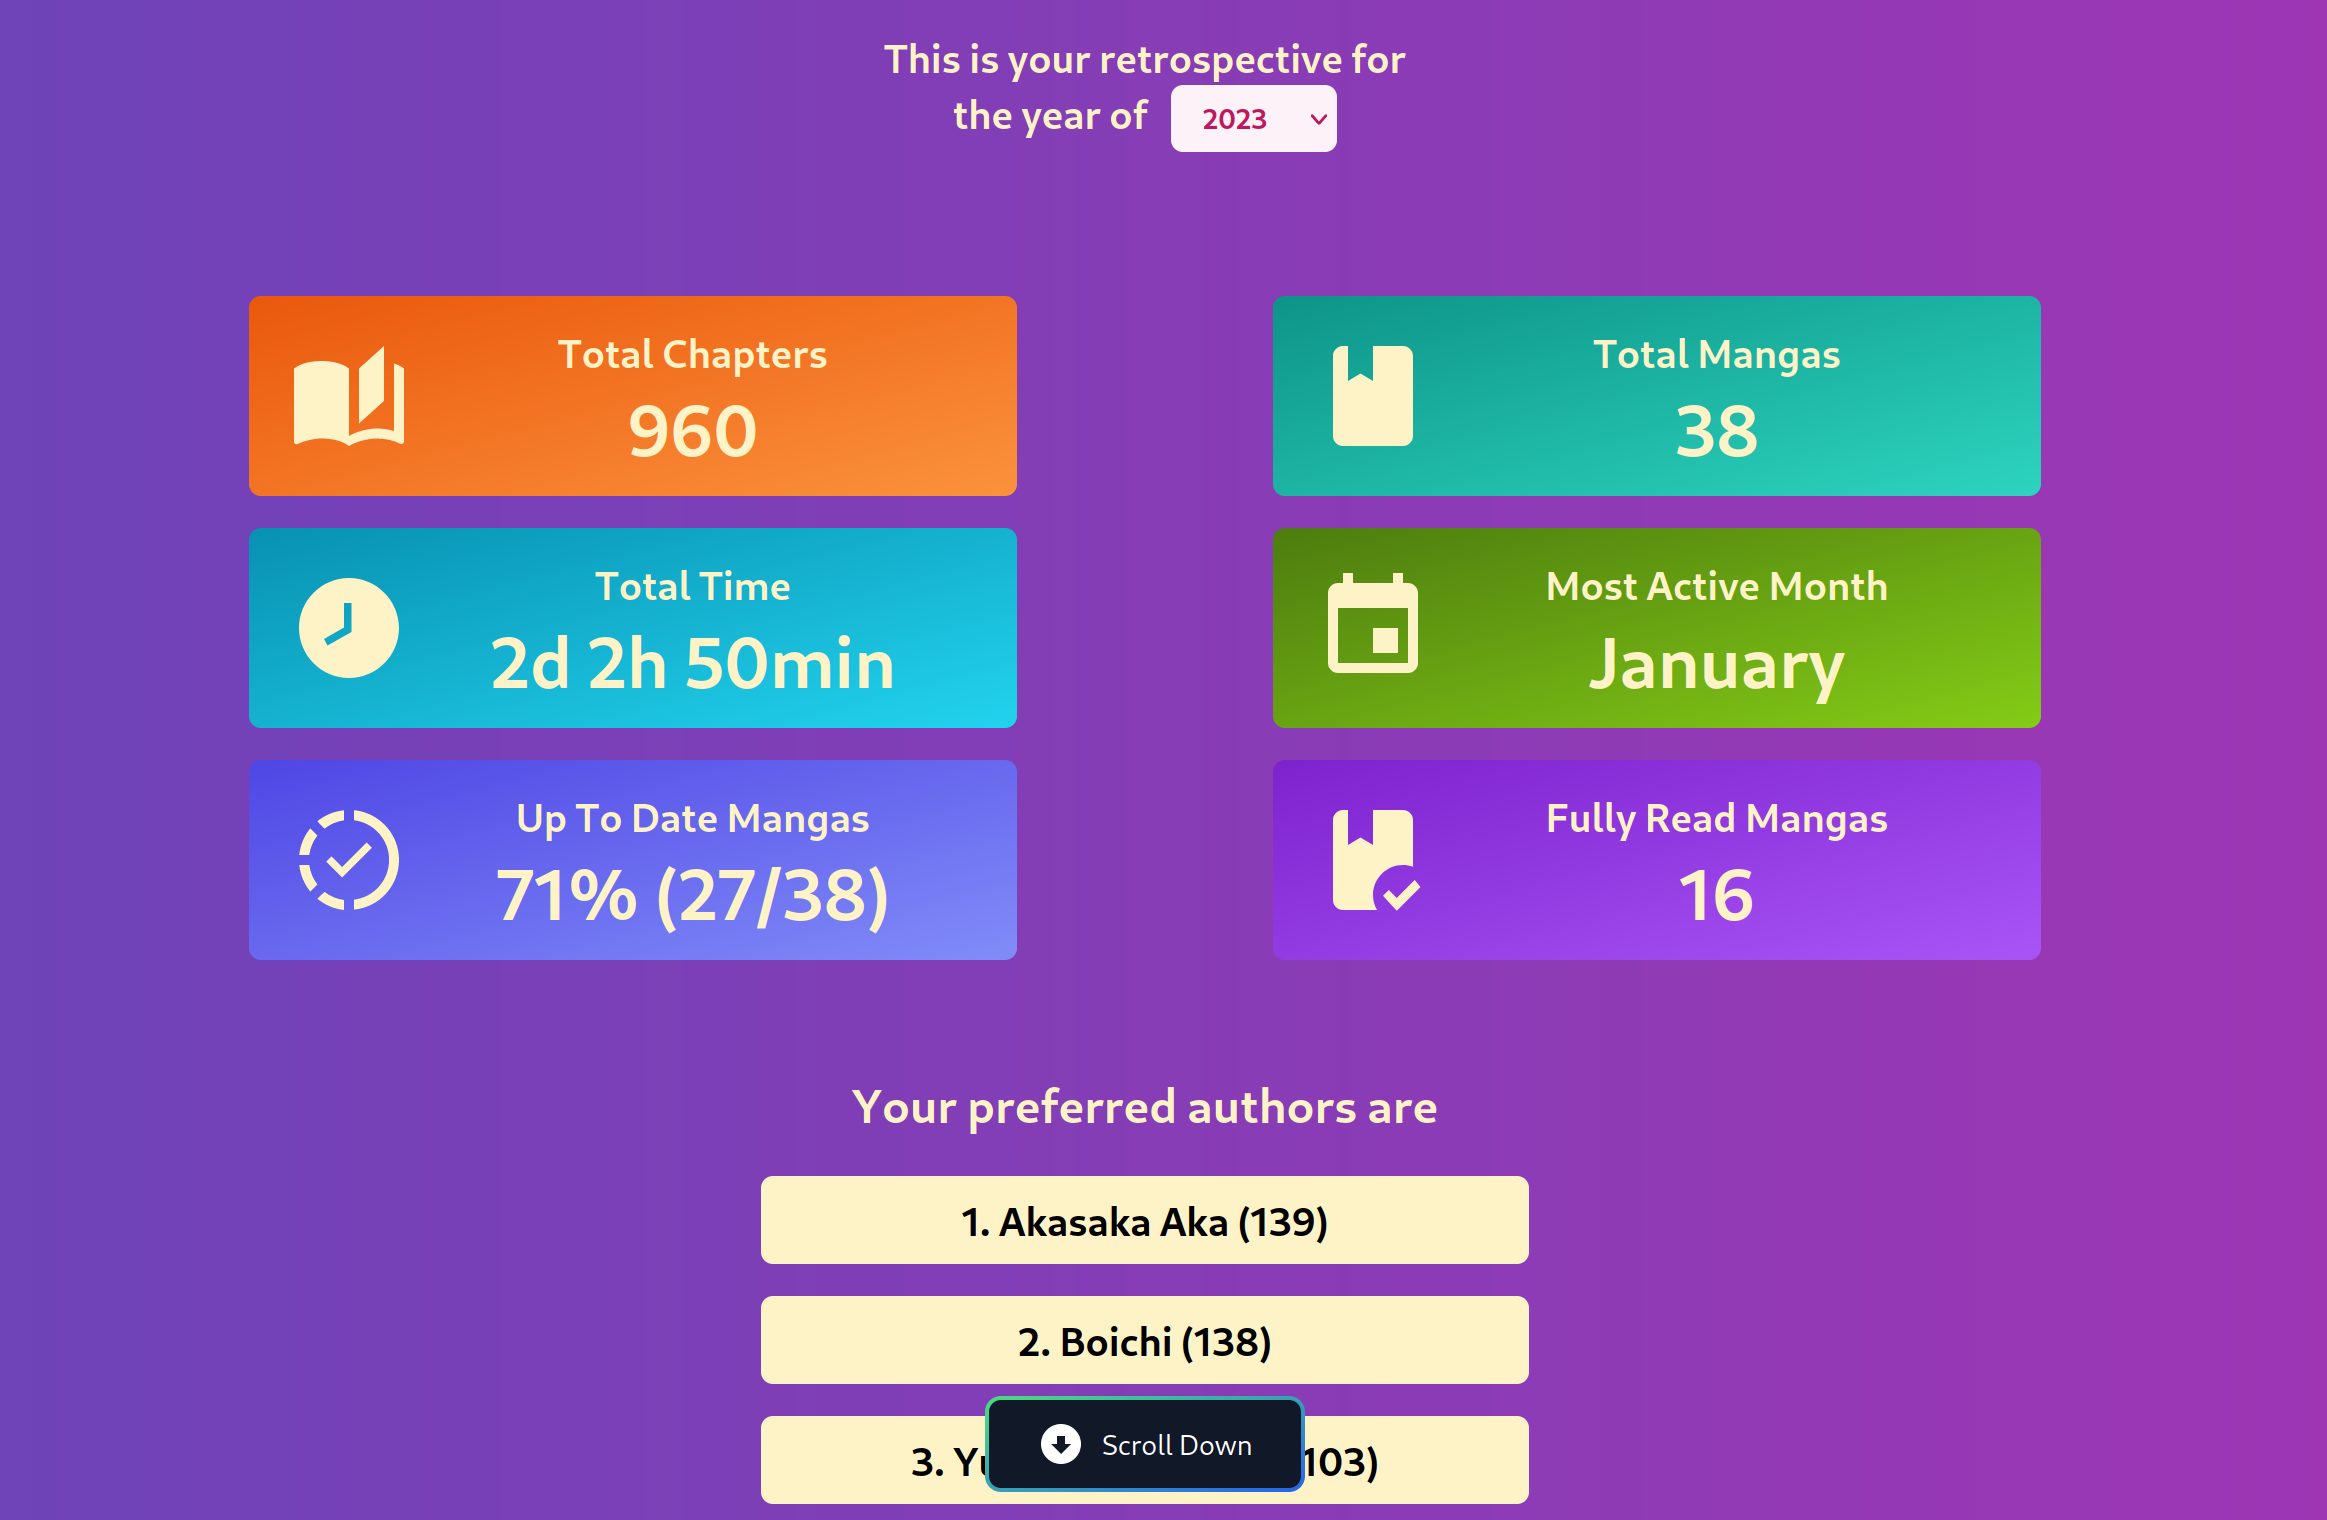 This is your retrospective for
the year of 2023
Total Chapters
960
Total Mangas
38
Total Time
2d 2h 50min
Most Active Month
January
Up To Date Mangas
71% (27/38)
Fully Read Mangas
16
Your preferred authors are
1. Akasaka Aka (139)
2. Boichi (138)
3. 103)
Scroll Down